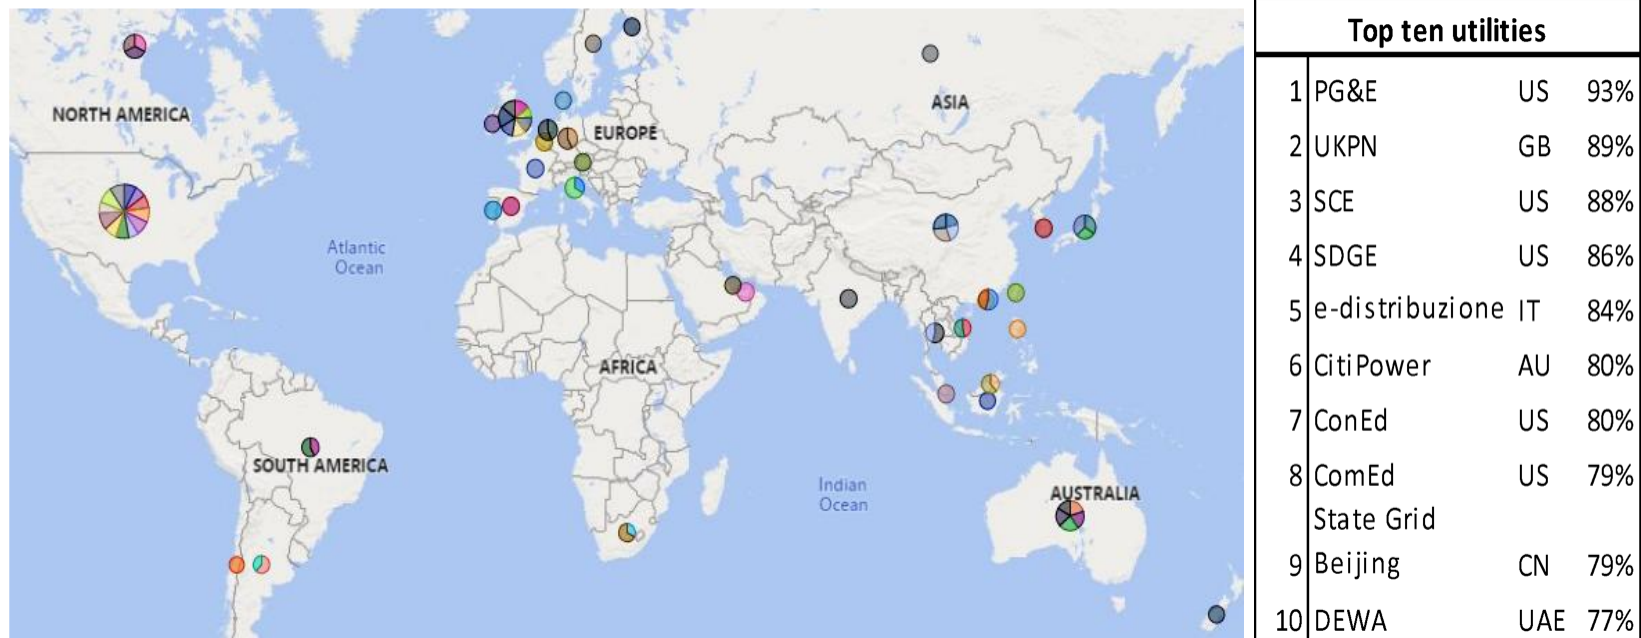 NORTH AMERICA
EUROPE
ASIA
Atlantic
Ocean
AFRICA
SOUTH AMERICA
Indian
Ocean
AUSTRALIA
Top ten utilities
1 PG&E US 93%
2 UKPN GB 89%
3 SCE US 88%
4 SDGE US 86%
5 e-distribuzione IT 84%
6 CitiPower AU 80%
7 ConEd US 80%
8 ComEd US 79%
State Grid
9 Beijing CN 79%
10 DEWA UAE 77%